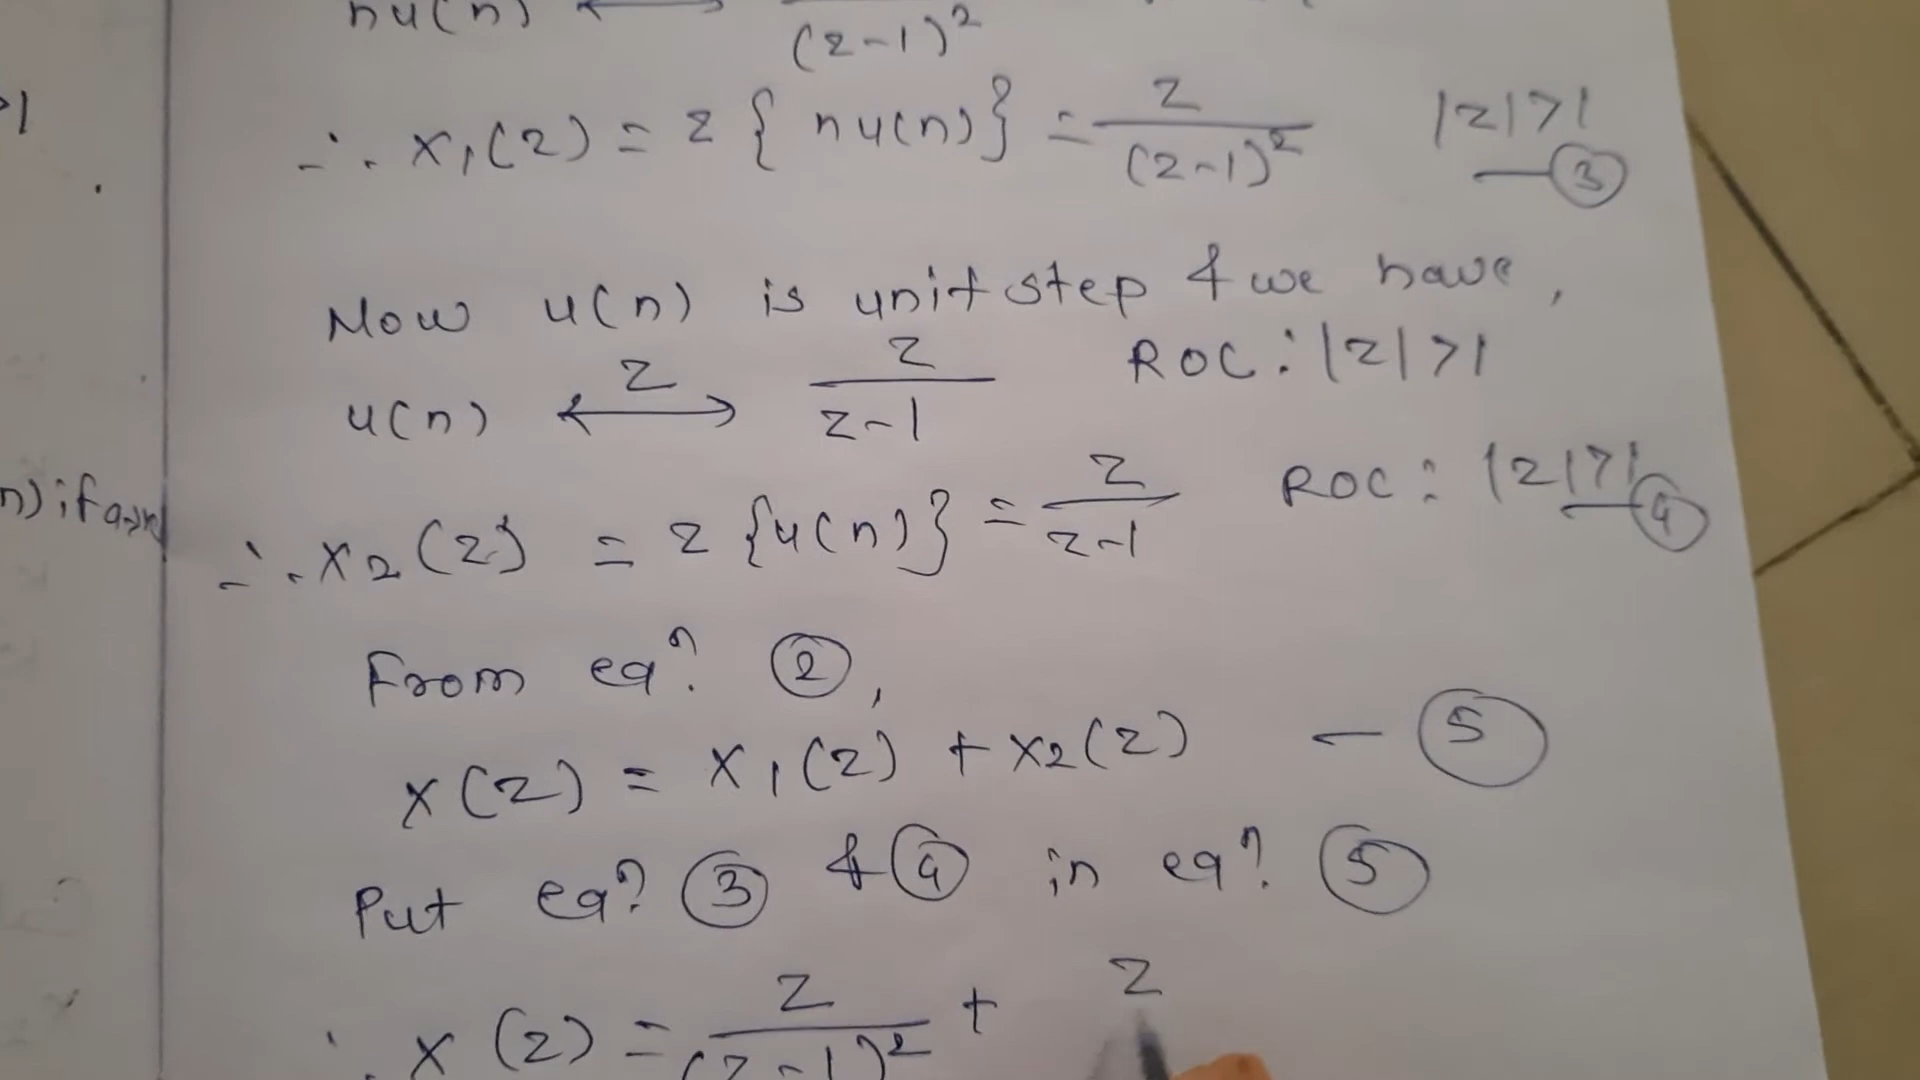 nu(n) ⟷ (z-1)²
>1
∴ X₁(z) = z { nu(n)} = z/(z-1)² |z|>1 — ③
Now u(n) is unit step & we have,
u(n) ⟷ᶻ z/(z-1) ROC : |z|>1
n) if
∴ X₂(z) = z {u(n)} = z/(z-1) ROC : |z|>1 — ④
From eqⁿ. ②,
X(z) = X₁(z) + X₂(z) — ⑤
Put eqⁿ. ③ & ④ in eqⁿ. ⑤
∴ X(z) = z/(z-1)² + z